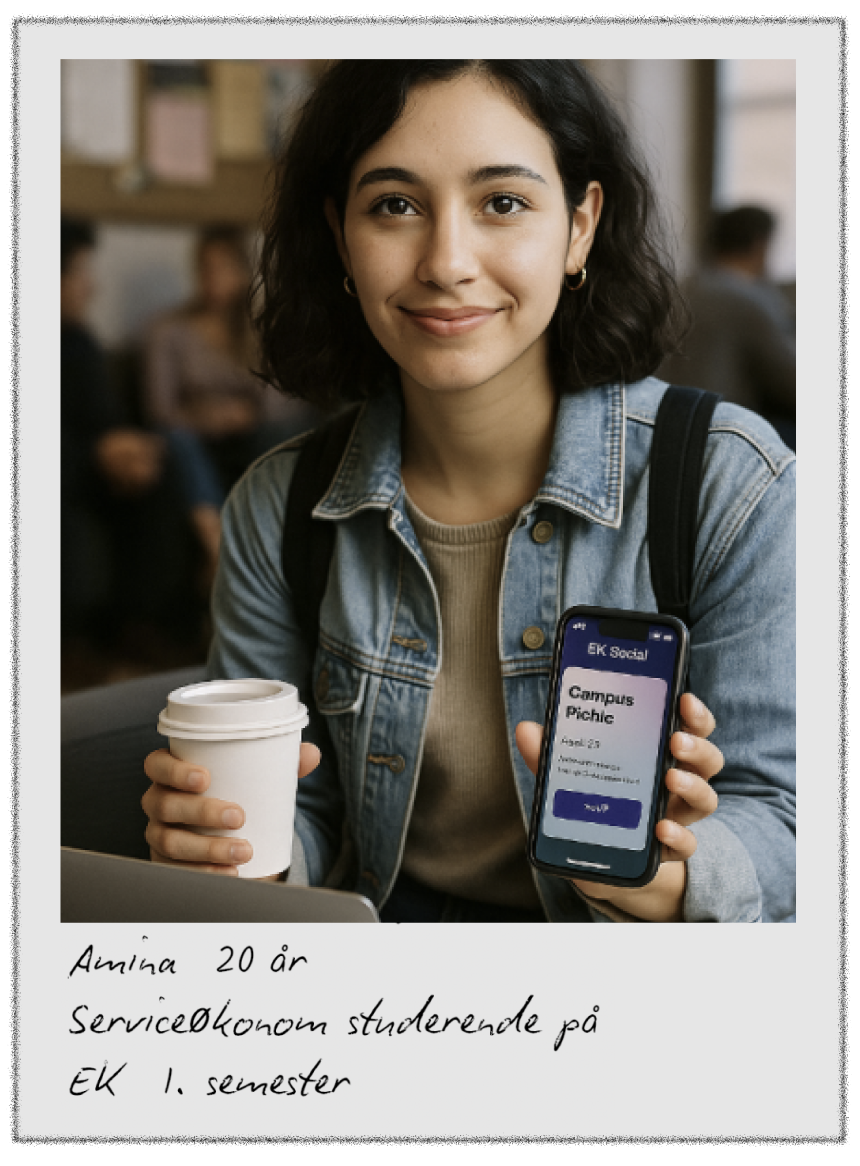 EK Social
Campus
Pichic
Amina 20 år
ServiceØkonom studerende på
EK 1. semester